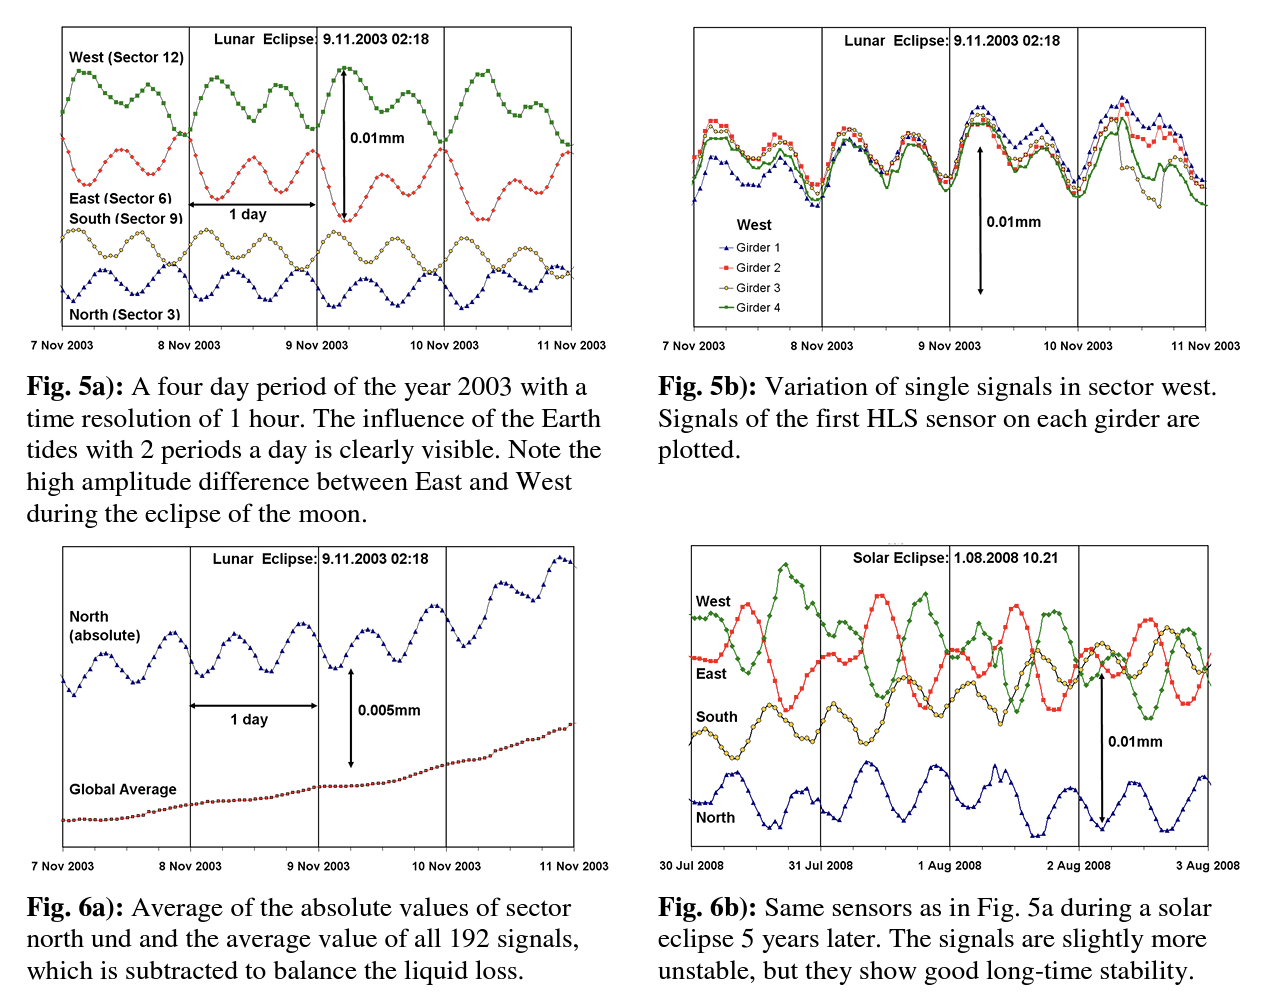 Lunar Eclipse: 9.11.2003 02:18
West (Sector 12)
0.01mm
East (Sector 6)
South (Sector 9)
1 day
North (Sector 3)
7 Nov 2003 8 Nov 2003 9 Nov 2003 10 Nov 2003 11 Nov 2003
Fig. 5a): A four day period of the year 2003 with a
time resolution of 1 hour. The influence of the Earth
tides with 2 periods a day is clearly visible. Note the
high amplitude difference between East and West
during the eclipse of the moon.
Lunar Eclipse: 9.11.2003 02:18
0.01mm
West
Girder 1
Girder 2
Girder 3
Girder 4
7 Nov 2003 8 Nov 2003 9 Nov 2003 10 Nov 2003 11 Nov 2003
Fig. 5b): Variation of single signals in sector west.
Signals of the first HLS sensor on each girder are
plotted.
Lunar Eclipse: 9.11.2003 02:18
North
(absolute)
1 day
0.005mm
Global Average
7 Nov 2003 8 Nov 2003 9 Nov 2003 10 Nov 2003 11 Nov 2003
Fig. 6a): Average of the absolute values of sector
north und and the average value of all 192 signals,
which is subtracted to balance the liquid loss.
Solar Eclipse: 1.08.2008 10.21
West
East
South
0.01mm
North
30 Jul 2008 31 Jul 2008 1 Aug 2008 2 Aug 2008 3 Aug 2008
Fig. 6b): Same sensors as in Fig. 5a during a solar
eclipse 5 years later. The signals are slightly more
unstable, but they show good long-time stability.